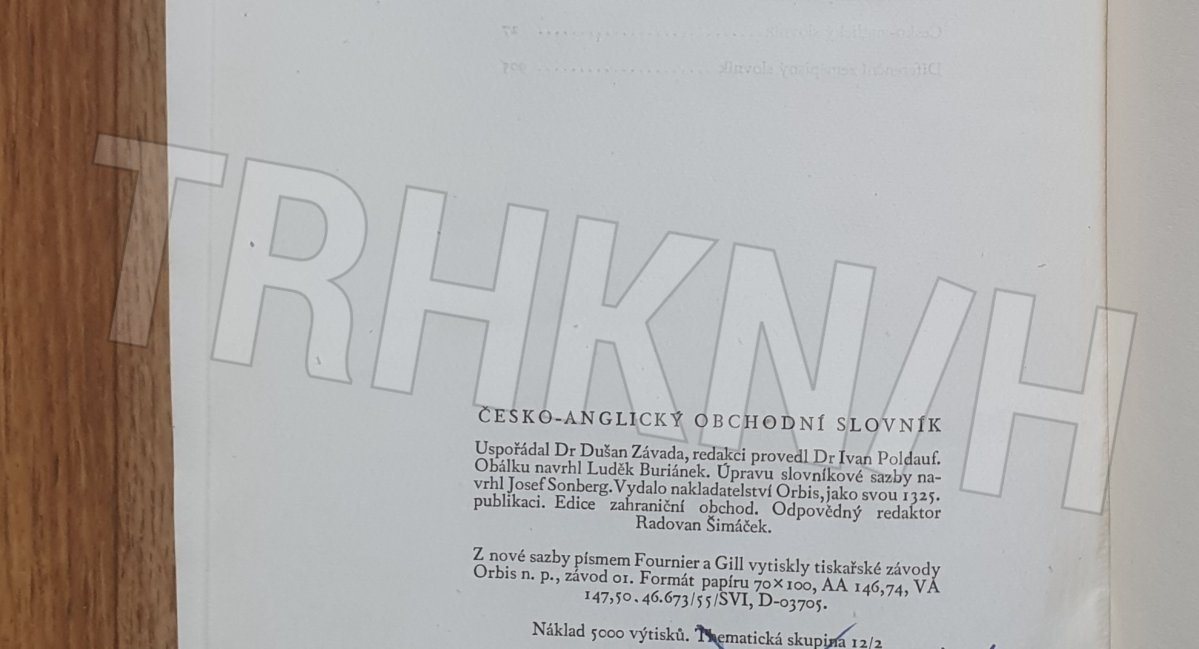 TRHKN/H
ČESKO-ANGLICKÝ OBCHODNÍ SLOVNÍK
Uspořádal Dr Dušan Závada, redakci provedl Dr Ivan Poldauf.
Obálku navrhl Luděk Buriánek. Úpravu slovníkové sazby na-
vrhl Josef Sonberg. Vydalo nakladatelství Orbis, jako svou 1325.
publikaci. Edice zahraniční obchod. Odpovědný redaktor
Radovan Šimáček.
Z nové sazby písmem Fournier a Gill vytiskly tiskařské závody
Orbis n. p., závod 01. Formát papíru 70×100, AA 146,74, VA
147,50. 46.673/55/SVI, D-03705.
Náklad 5000 výtisků. Thematická skupina 12/2